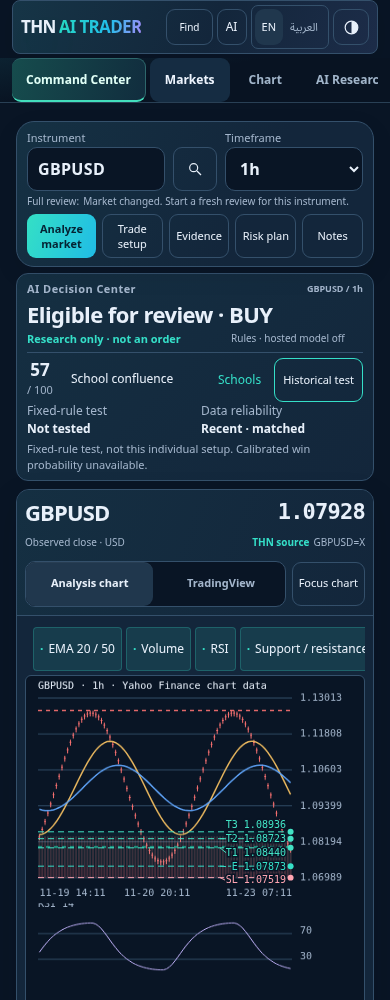 THN AI TRADER Find AI EN العربية
Command Center Markets Chart AI Researc
Instrument Timeframe
GBPUSD 1h
Full review: Market changed. Start a fresh review for this instrument.
Analyze market Trade setup Evidence Risk plan Notes
AI Decision Center GBPUSD / 1h
Eligible for review · BUY
Research only · not an order Rules · hosted model off
57 / 100 School confluence Schools Historical test
Fixed-rule test Data reliability
Not tested Recent · matched
Fixed-rule test, not this individual setup. Calibrated win
probability unavailable.
GBPUSD 1.07928
Observed close · USD THN source GBPUSD=X
Analysis chart TradingView Focus chart
· EMA 20 / 50 · Volume · RSI · Support / resistance
GBPUSD · 1h · Yahoo Finance chart data
1.13013
1.11808
1.10603
1.09399
T3 1.08936
T2 1.08723
1.08194
T1 1.08440
E 1.07873
SL 1.07519
1.06989
11-19 14:11 11-20 20:11 11-23 07:11
RSI 14
70
30